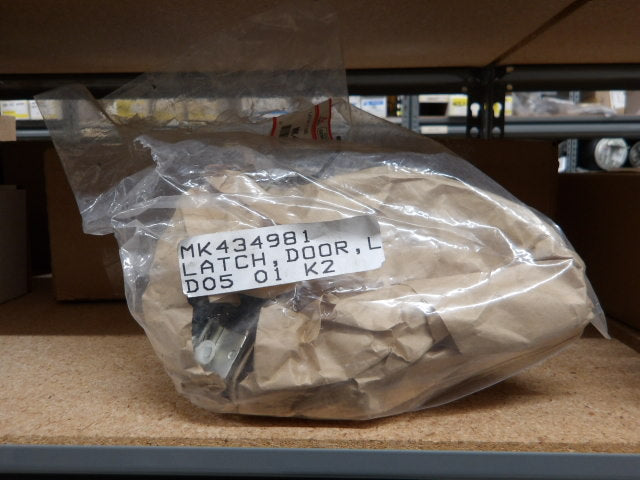 MK434981
LATCH, DOOR, L
D05 01 K2